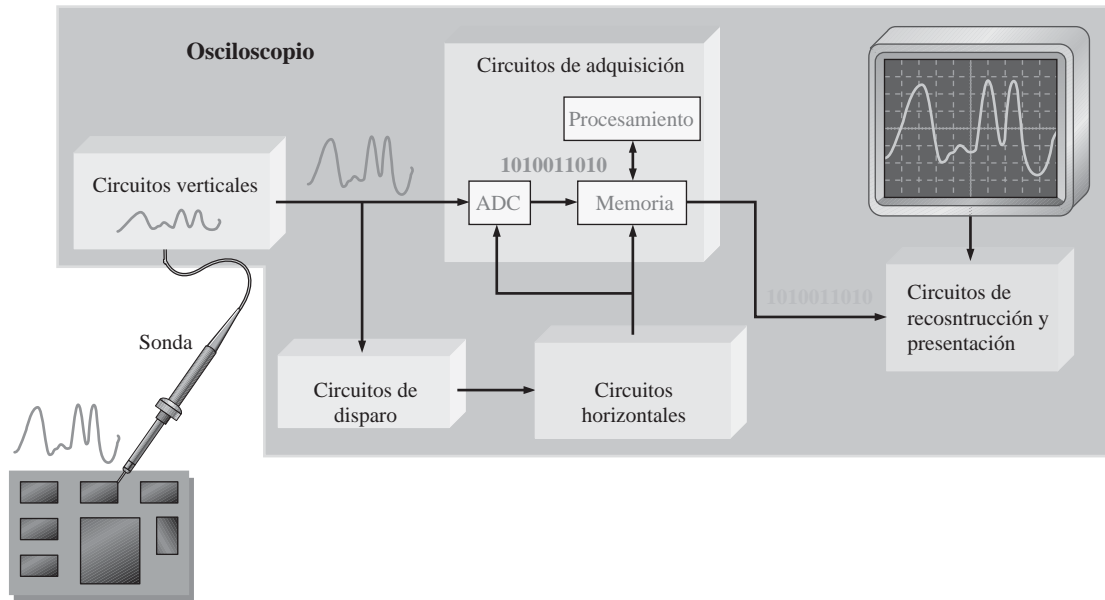 Osciloscopio
Circuitos de adquisición
Procesamiento
1010011010
Circuitos verticales
ADC
Memoria
1010011010
Circuitos de
recosntrucción y
presentación
Sonda
Circuitos de
disparo
Circuitos
horizontales